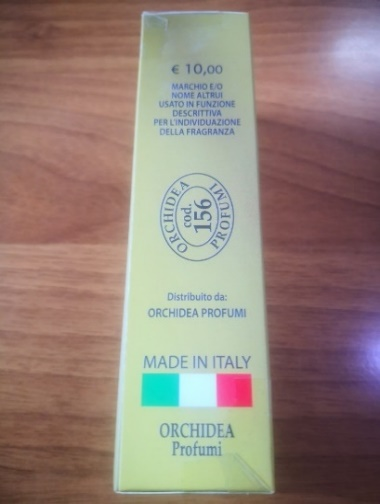 € 10,00
MARCHIO E/O
NOME ALTRUI
USATO IN FUNZIONE
DESCRITTIVA
PER L'INDIVIDUAZIONE
DELLA FRAGRANZA
ORCHIDEA PROFUMI
cod.
156
Distribuito da:
ORCHIDEA PROFUMI
MADE IN ITALY
ORCHIDEA
Profumi